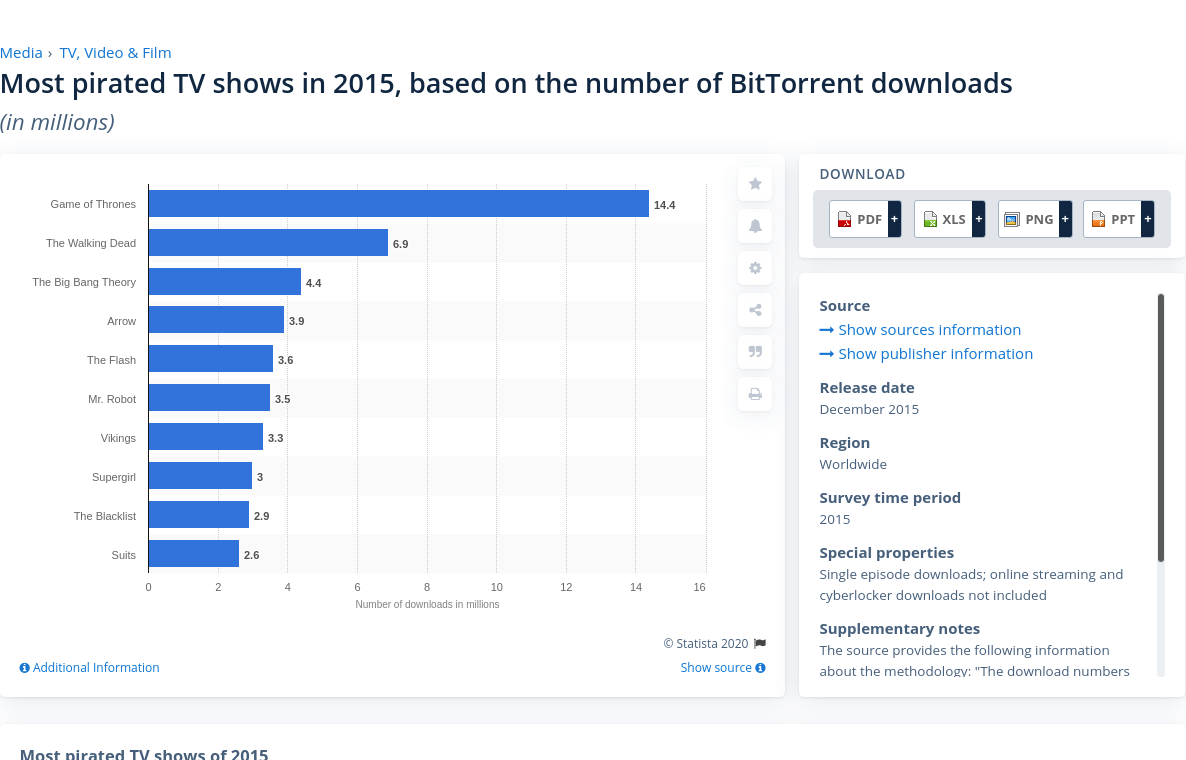 Media › TV, Video & Film
Most pirated TV shows in 2015, based on the number of BitTorrent downloads
(in millions)
Game of Thrones 14.4
The Walking Dead 6.9
The Big Bang Theory 4.4
Arrow 3.9
The Flash 3.6
Mr. Robot 3.5
Vikings 3.3
Supergirl 3
The Blacklist 2.9
Suits 2.6
0 2 4 6 8 10 12 14 16
Number of downloads in millions
© Statista 2020
Additional Information
Show source
DOWNLOAD
PDF + XLS + PNG + PPT +
Source
Show sources information
Show publisher information
Release date
December 2015
Region
Worldwide
Survey time period
2015
Special properties
Single episode downloads; online streaming and
cyberlocker downloads not included
Supplementary notes
The source provides the following information
about the methodology: "The download numbers
Most pirated TV shows of 2015